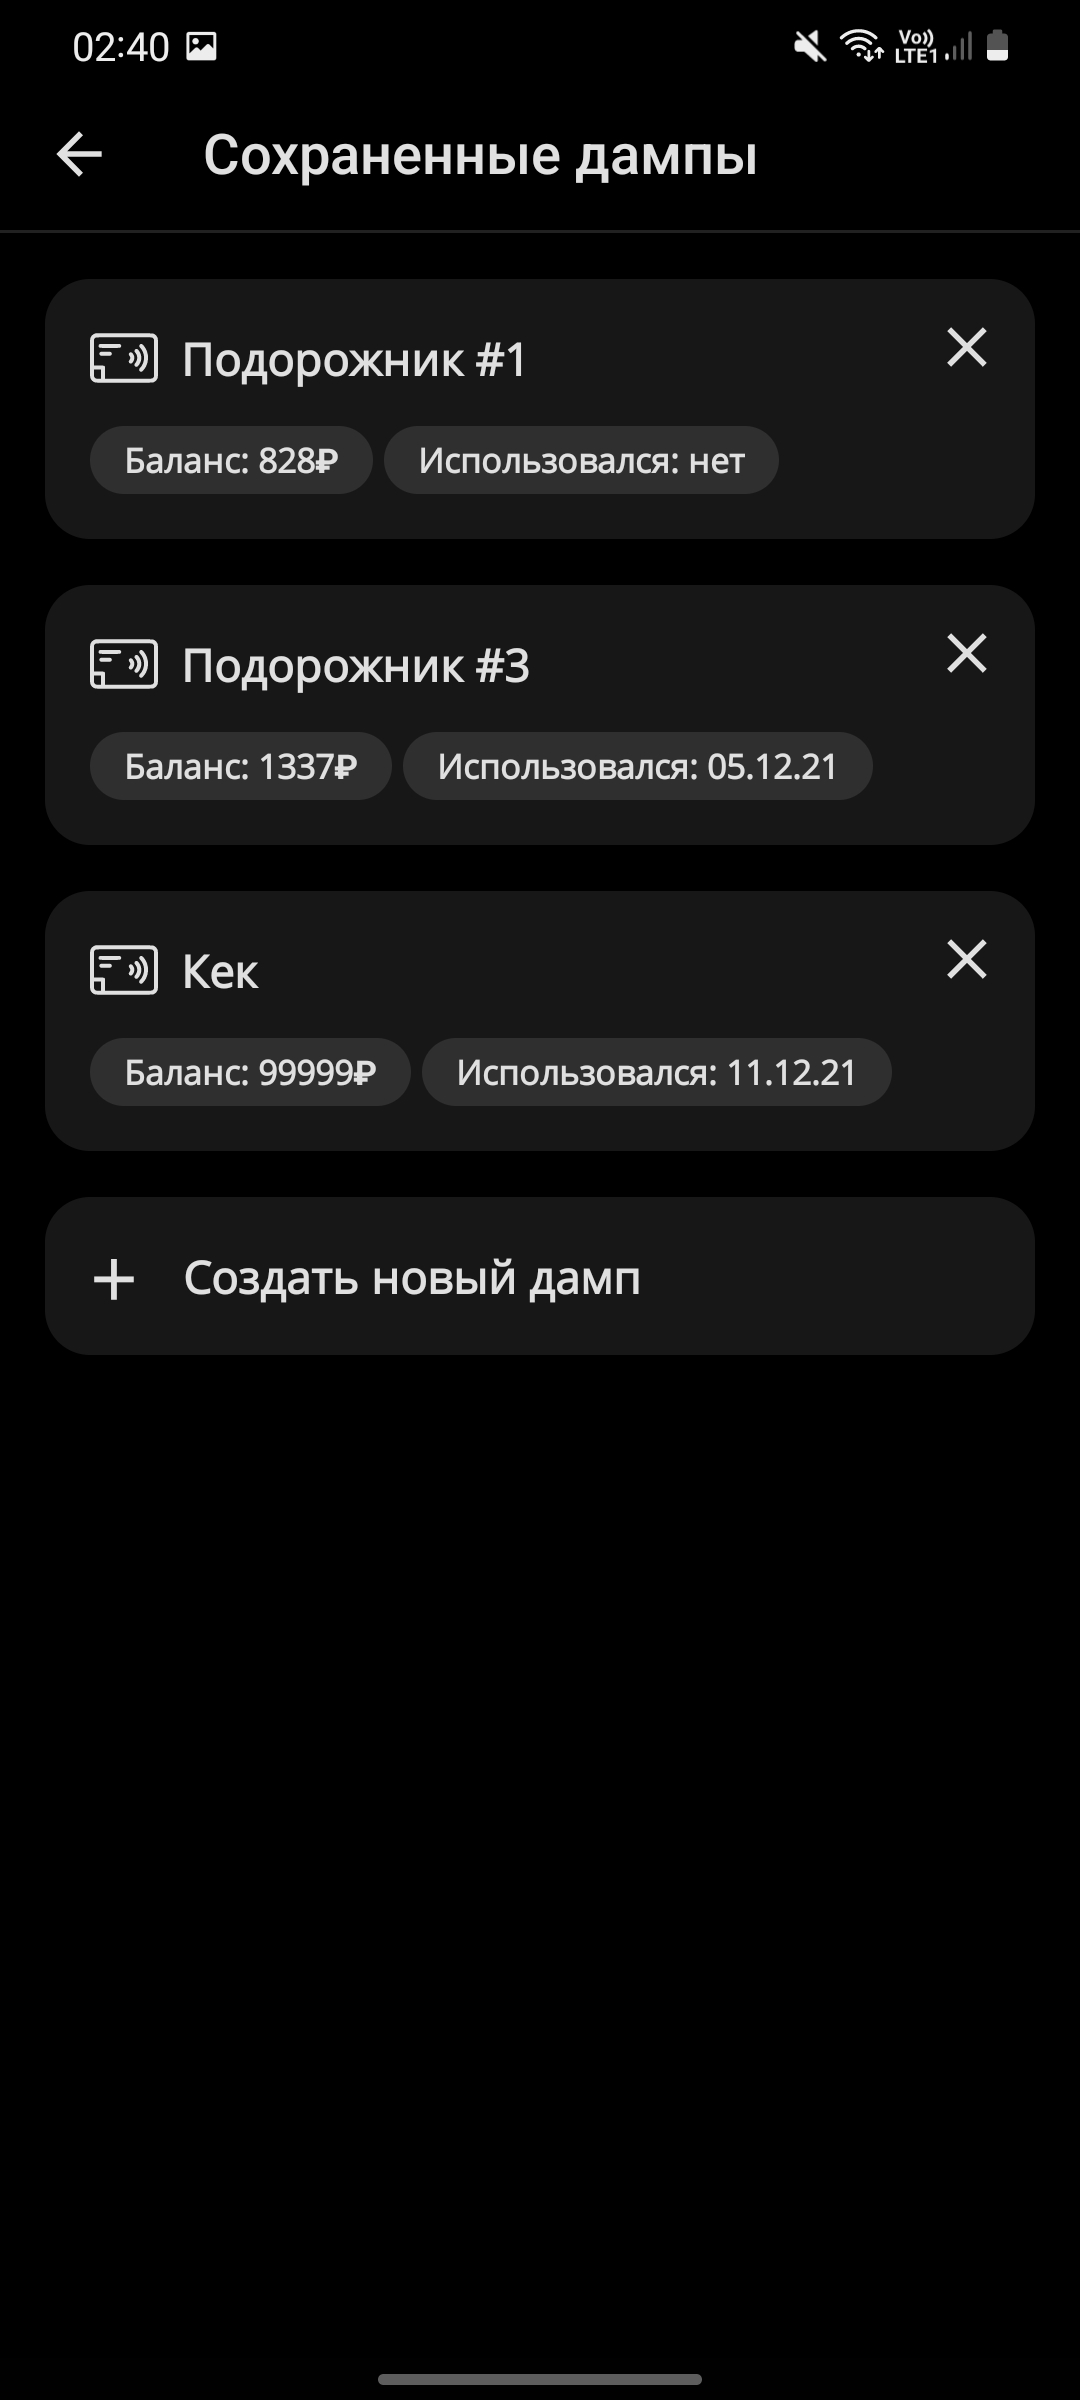 02:40 Vo)) LTE1
Сохраненные дампы
Подорожник #1
Баланс: 828₽ Использовался: нет
Подорожник #3
Баланс: 1337₽ Использовался: 05.12.21
Кек
Баланс: 99999₽ Использовался: 11.12.21
Создать новый дамп